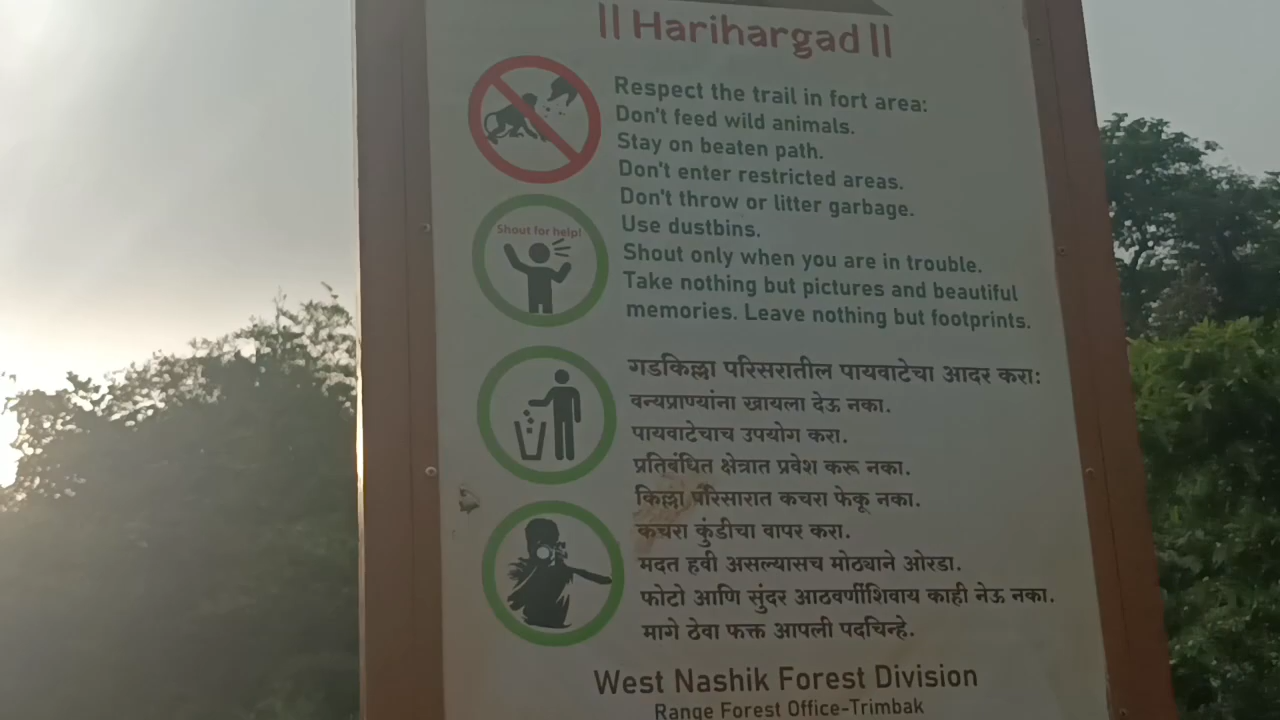 || Harihargad ||
Respect the trail in fort area:
Don't feed wild animals.
Stay on beaten path.
Don't enter restricted areas.
Don't throw or litter garbage.
Use dustbins.
Shout only when you are in trouble.
Take nothing but pictures and beautiful
memories. Leave nothing but footprints.
Shout for help!
गडकिल्ला परिसरातील पायवाटेचा आदर करा:
वन्यप्राण्यांना खायला देऊ नका.
पायवाटेचाच उपयोग करा.
प्रतिबंधित क्षेत्रात प्रवेश करू नका.
किल्ला परिसारात कचरा फेकू नका.
कचरा कुंडीचा वापर करा.
मदत हवी असल्यासच मोठ्याने ओरडा.
फोटो आणि सुंदर आठवर्णीशिवाय काही नेऊ नका.
मागे ठेवा फक्त आपली पदचिन्हे.
West Nashik Forest Division
Range Forest Office-Trimbak